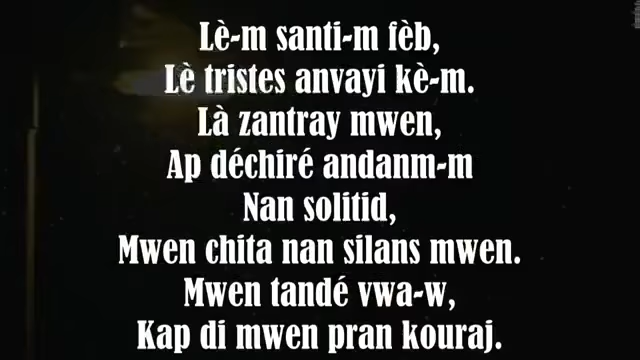 Lè-m santi-m fèb,
Lè tristes anvayi kè-m.
Là zantray mwen,
Ap déchiré andanm-m
Nan solitid,
Mwen chita nan silans mwen.
Mwen tandé vwa-w,
Kap di mwen pran kouraj.